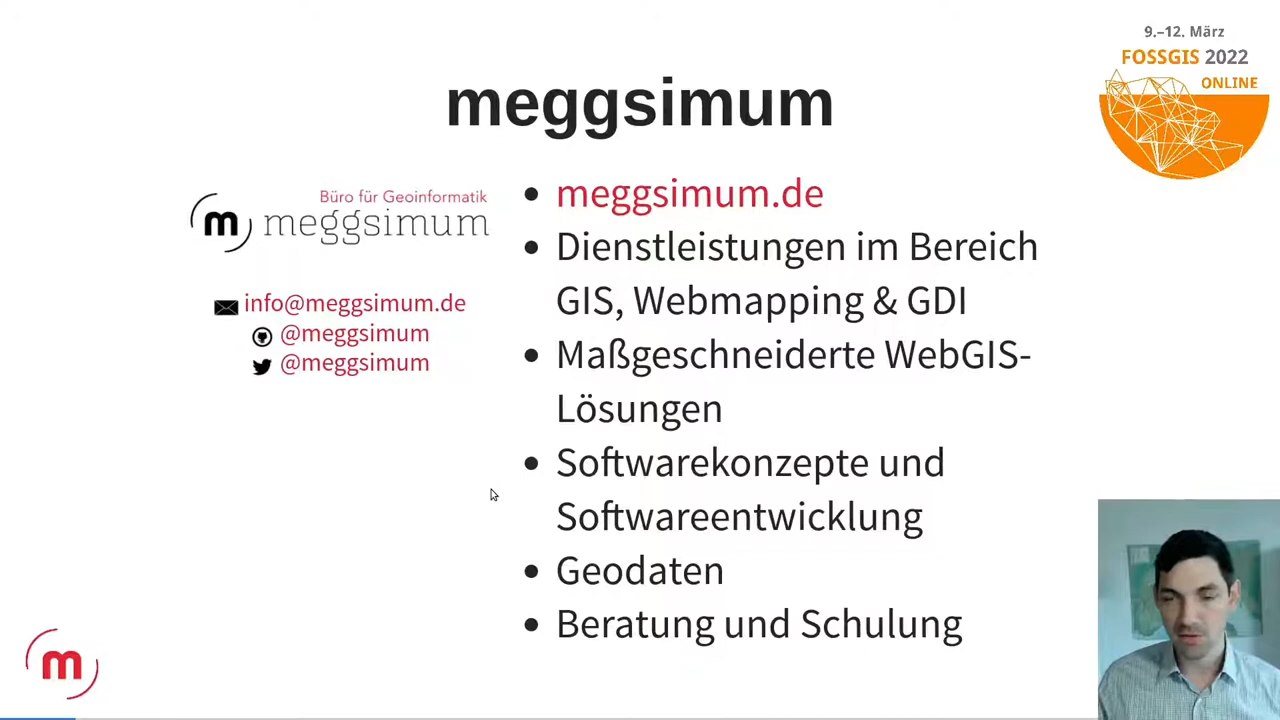 9.–12. März
FOSSGIS 2022
ONLINE
meggsimum
Büro für Geoinformatik
m meggsimum
info@meggsimum.de
@meggsimum
@meggsimum
• meggsimum.de
• Dienstleistungen im Bereich
GIS, Webmapping & GDI
• Maßgeschneiderte WebGIS-
Lösungen
• Softwarekonzepte und
Softwareentwicklung
• Geodaten
• Beratung und Schulung
m